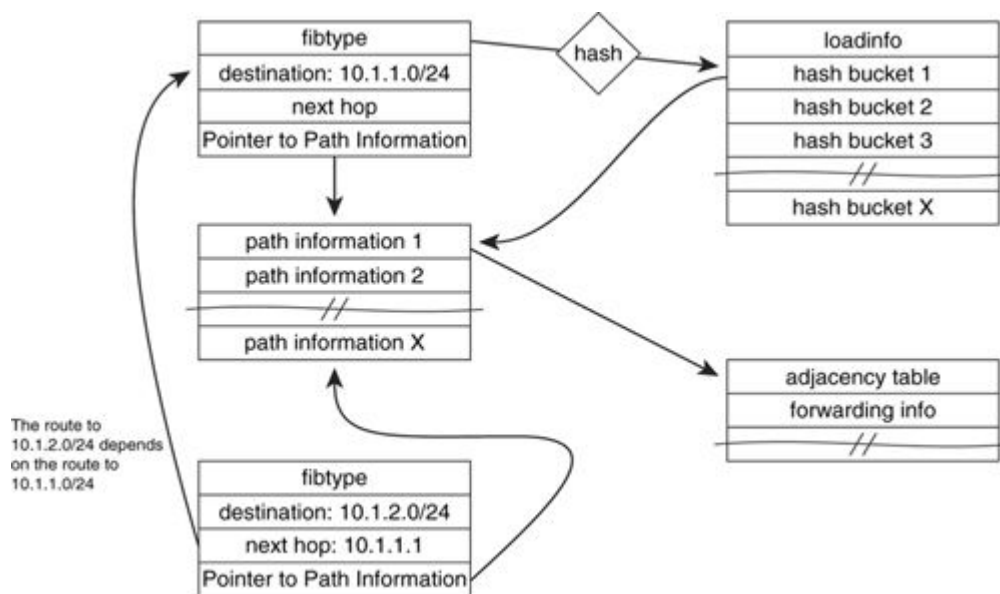 fibtype
destination: 10.1.1.0/24
next hop
Pointer to Path Information
hash
loadinfo
hash bucket 1
hash bucket 2
hash bucket 3
//
hash bucket X
path information 1
path information 2
//
path information X
adjacency table
forwarding info
//
The route to
10.1.2.0/24 depends
on the route to
10.1.1.0/24
fibtype
destination: 10.1.2.0/24
next hop: 10.1.1.1
Pointer to Path Information